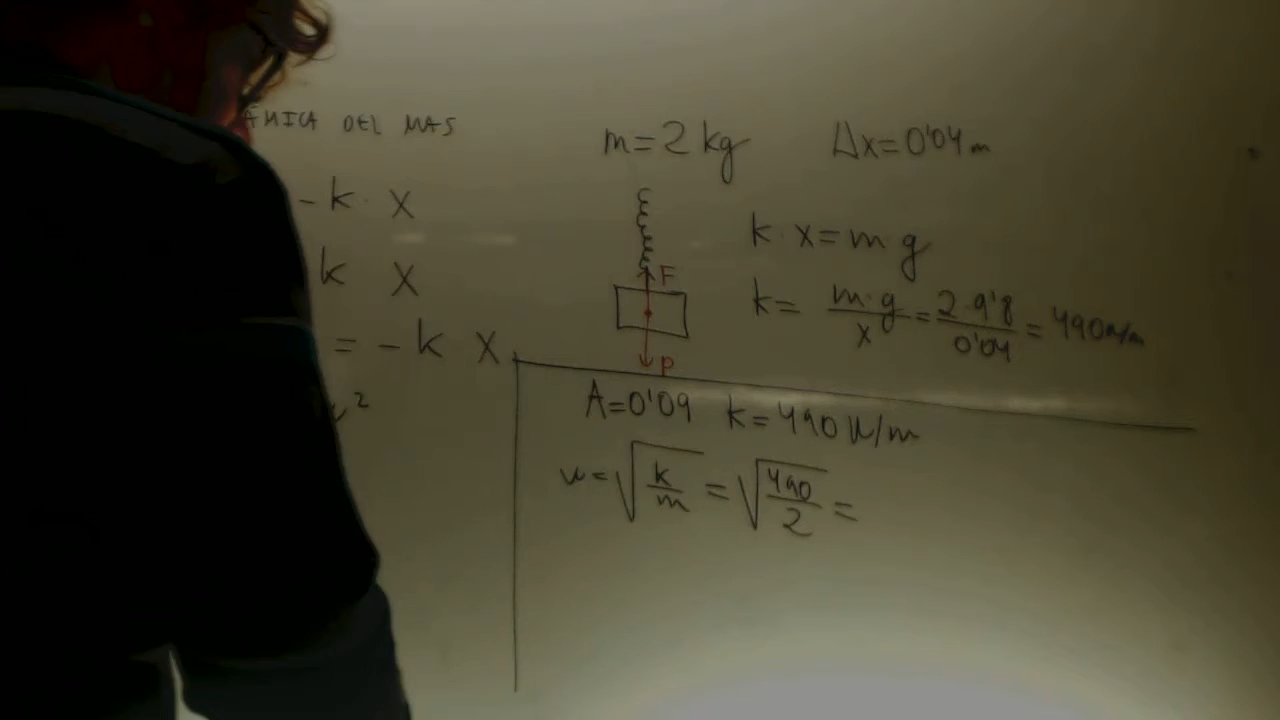 ÁMICA DEL MAS
- k · x
k x
= - k x
m = 2 kg Δx = 0'04 m
F
P
k · x = m g
k = m·g / x = 2·9'8 / 0'04 = 490 N/m
A = 0'09 k = 490 N/m
w = √(k/m) = √(490/2) =